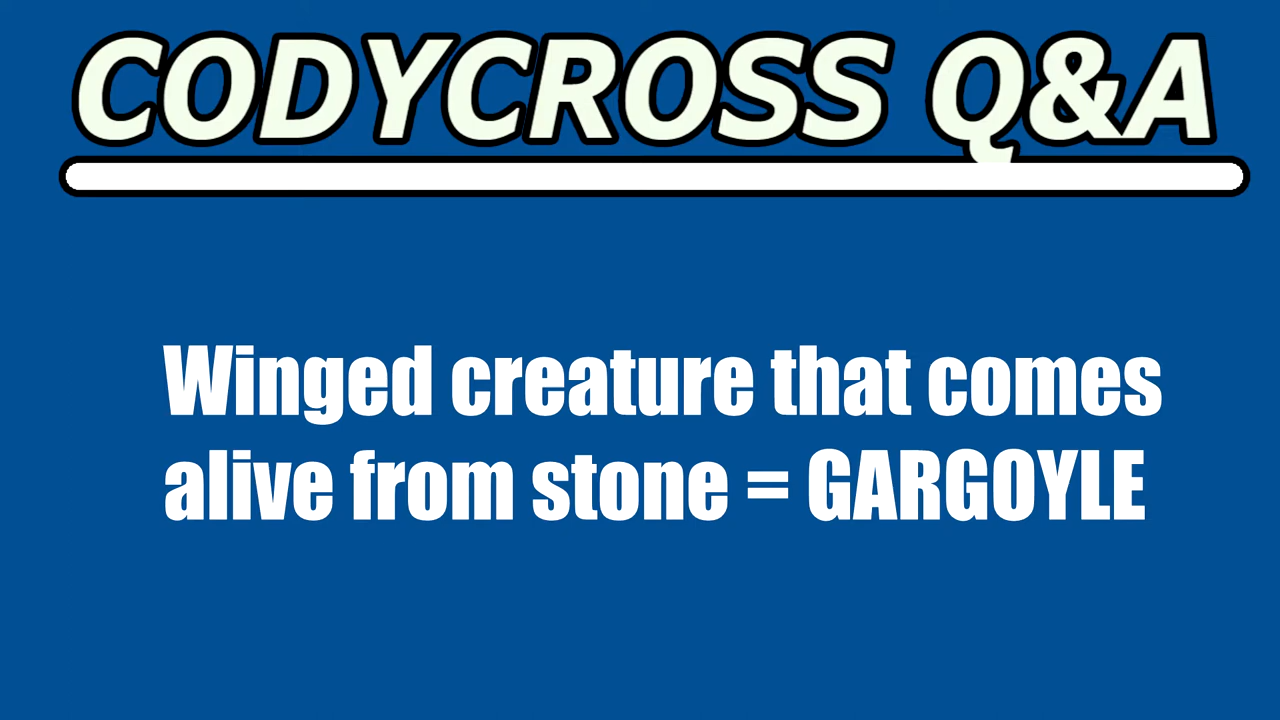 CODYCROSS Q&A
Winged creature that comes
alive from stone = GARGOYLE